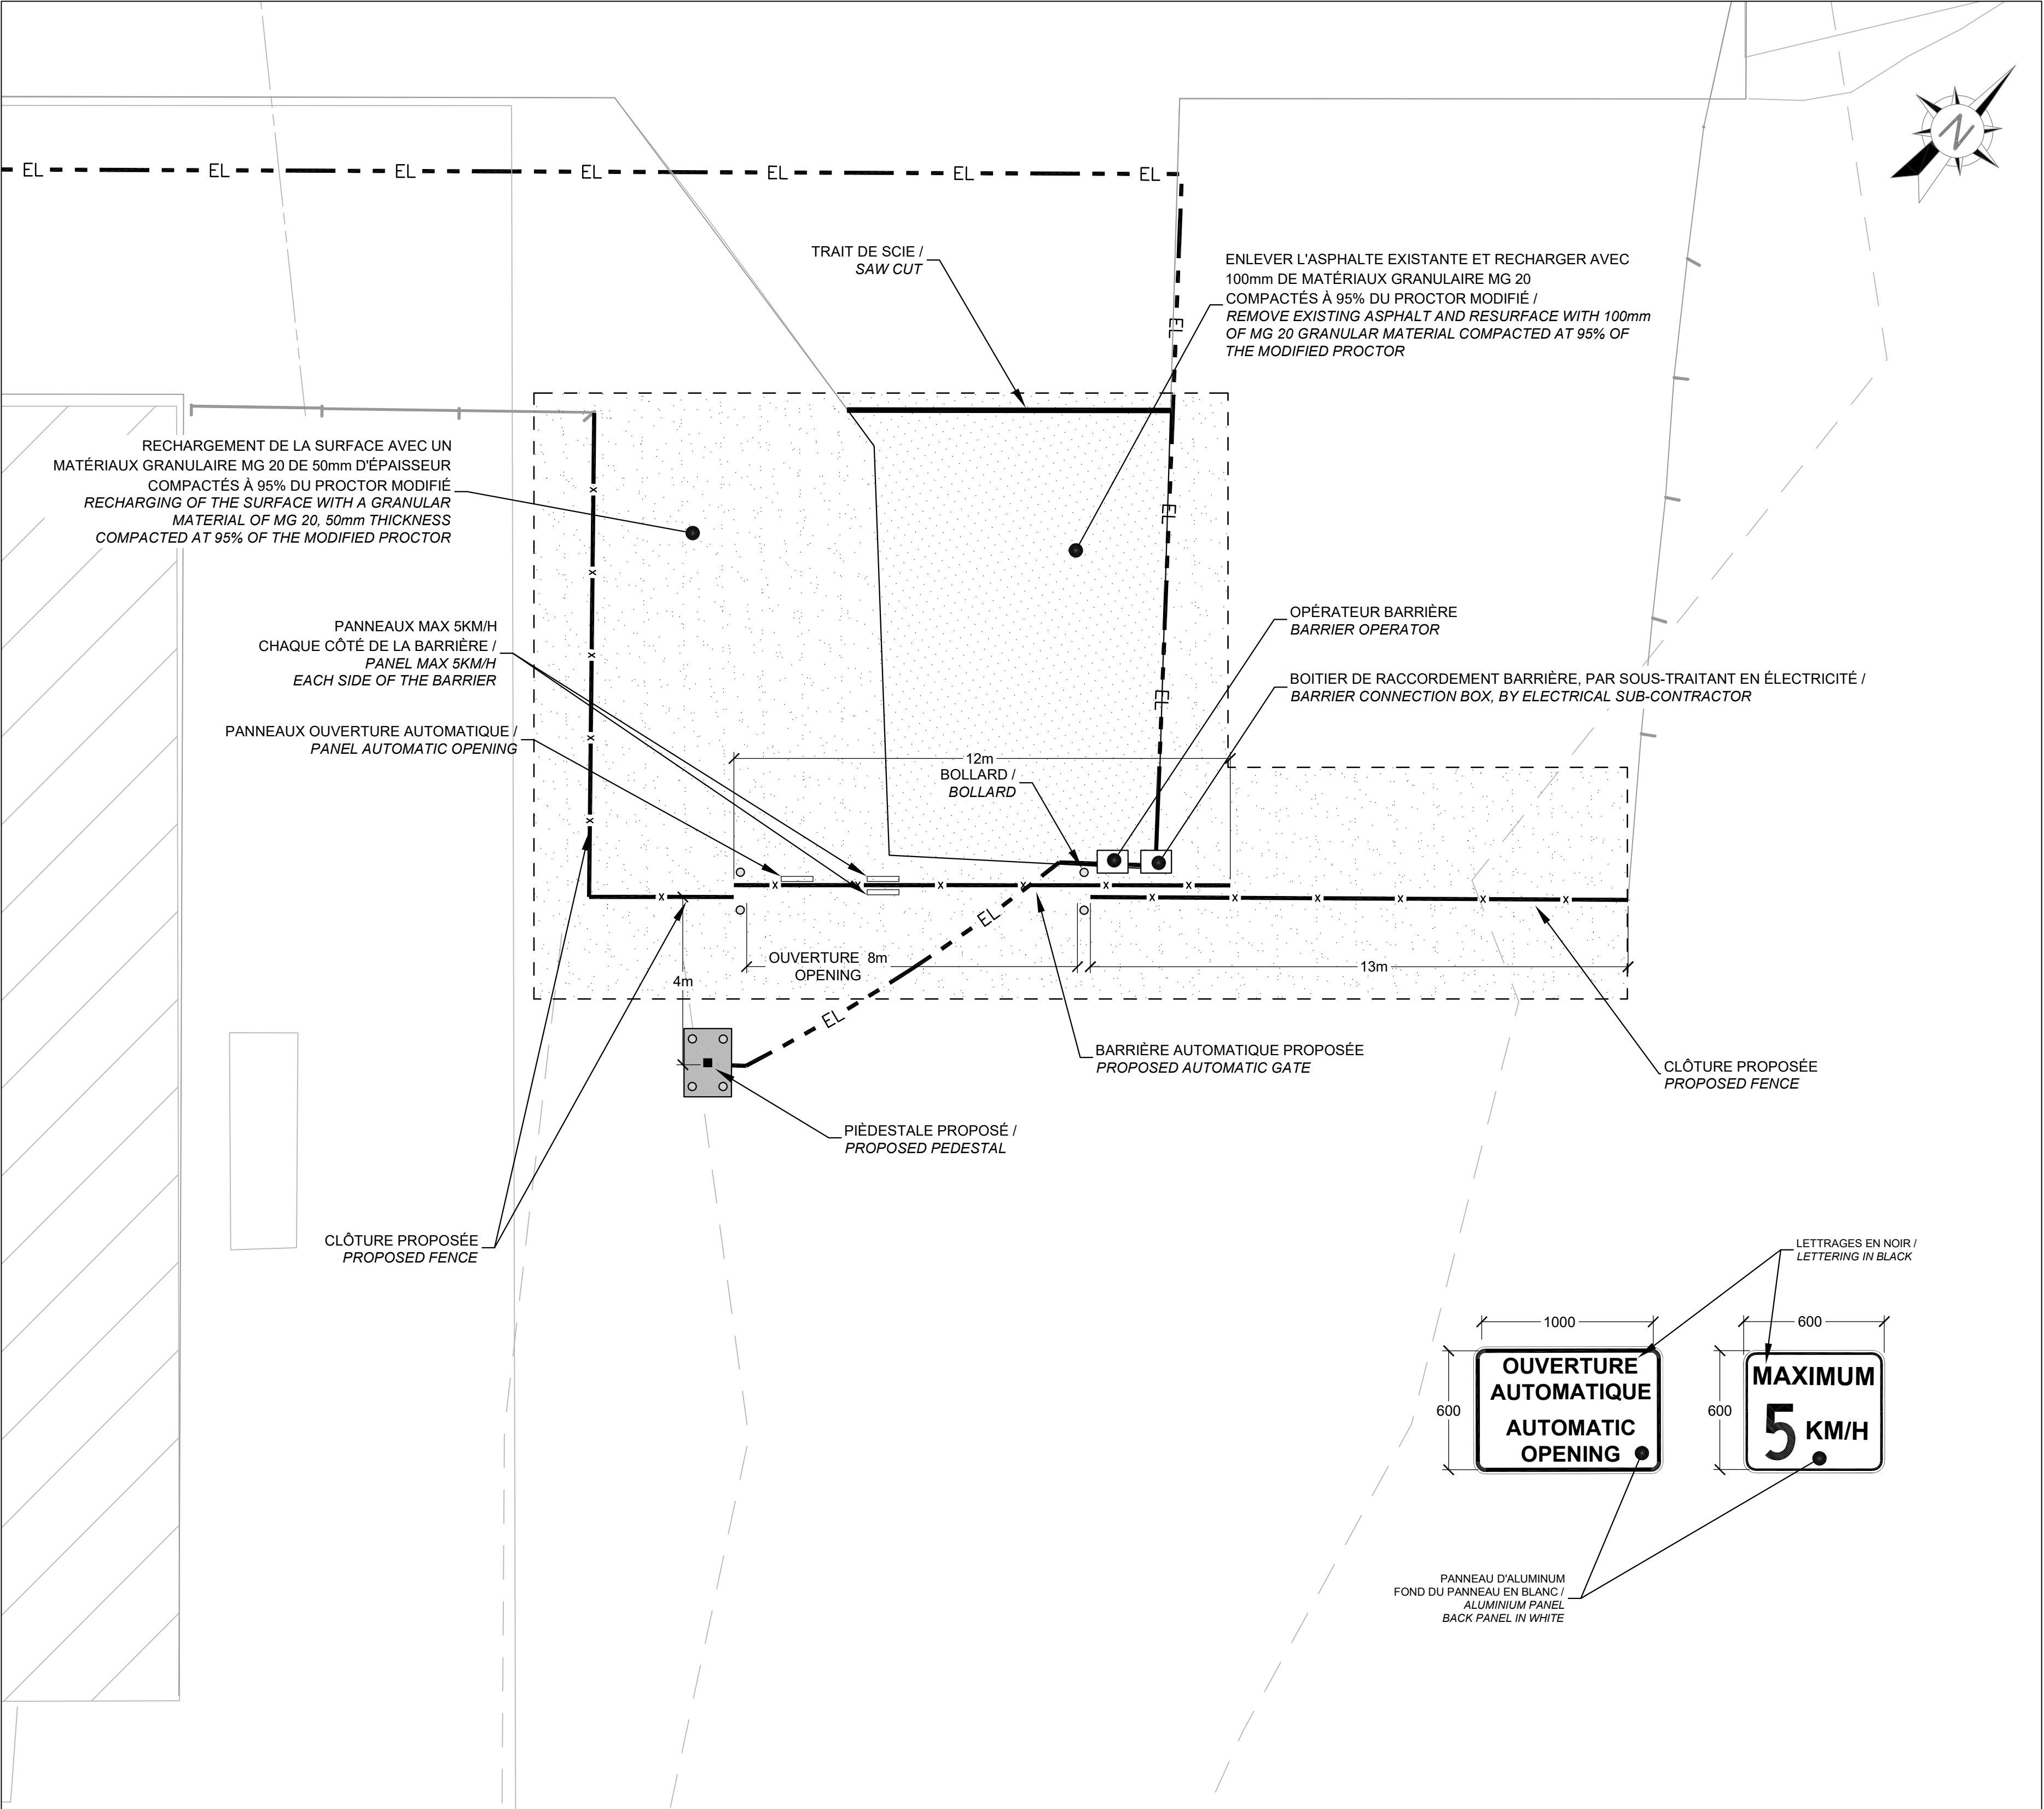 N
EL
EL
EL
EL
EL
EL
EL
TRAIT DE SCIE /
SAW CUT
ENLEVER L'ASPHALTE EXISTANTE ET RECHARGER AVEC
100mm DE MATÉRIAUX GRANULAIRE MG 20
COMPACTÉS À 95% DU PROCTOR MODIFIÉ /
REMOVE EXISTING ASPHALT AND RESURFACE WITH 100mm
OF MG 20 GRANULAR MATERIAL COMPACTED AT 95% OF
THE MODIFIED PROCTOR
EL
RECHARGEMENT DE LA SURFACE AVEC UN
MATÉRIAUX GRANULAIRE MG 20 DE 50mm D'ÉPAISSEUR
COMPACTÉS À 95% DU PROCTOR MODIFIÉ
RECHARGING OF THE SURFACE WITH A GRANULAR
MATERIAL OF MG 20, 50mm THICKNESS
COMPACTED AT 95% OF THE MODIFIED PROCTOR
EL
PANNEAUX MAX 5KM/H
CHAQUE CÔTÉ DE LA BARRIÈRE /
PANEL MAX 5KM/H
EACH SIDE OF THE BARRIER
OPÉRATEUR BARRIÈRE
BARRIER OPERATOR
BOITIER DE RACCORDEMENT BARRIÈRE, PAR SOUS-TRAITANT EN ÉLECTRICITÉ /
BARRIER CONNECTION BOX, BY ELECTRICAL SUB-CONTRACTOR
EL
PANNEAUX OUVERTURE AUTOMATIQUE /
PANEL AUTOMATIC OPENING
12m
BOLLARD /
BOLLARD
EL
OUVERTURE 8m
OPENING
13m
4m
EL
BARRIÈRE AUTOMATIQUE PROPOSÉE
PROPOSED AUTOMATIC GATE
CLÔTURE PROPOSÉE
PROPOSED FENCE
PIÈDESTALE PROPOSÉ /
PROPOSED PEDESTAL
CLÔTURE PROPOSÉE
PROPOSED FENCE
LETTRAGES EN NOIR /
LETTERING IN BLACK
1000
600
600
OUVERTURE
AUTOMATIQUE
AUTOMATIC
OPENING
600
MAXIMUM
5 KM/H
PANNEAU D'ALUMINUM
FOND DU PANNEAU EN BLANC /
ALUMINIUM PANEL
BACK PANEL IN WHITE